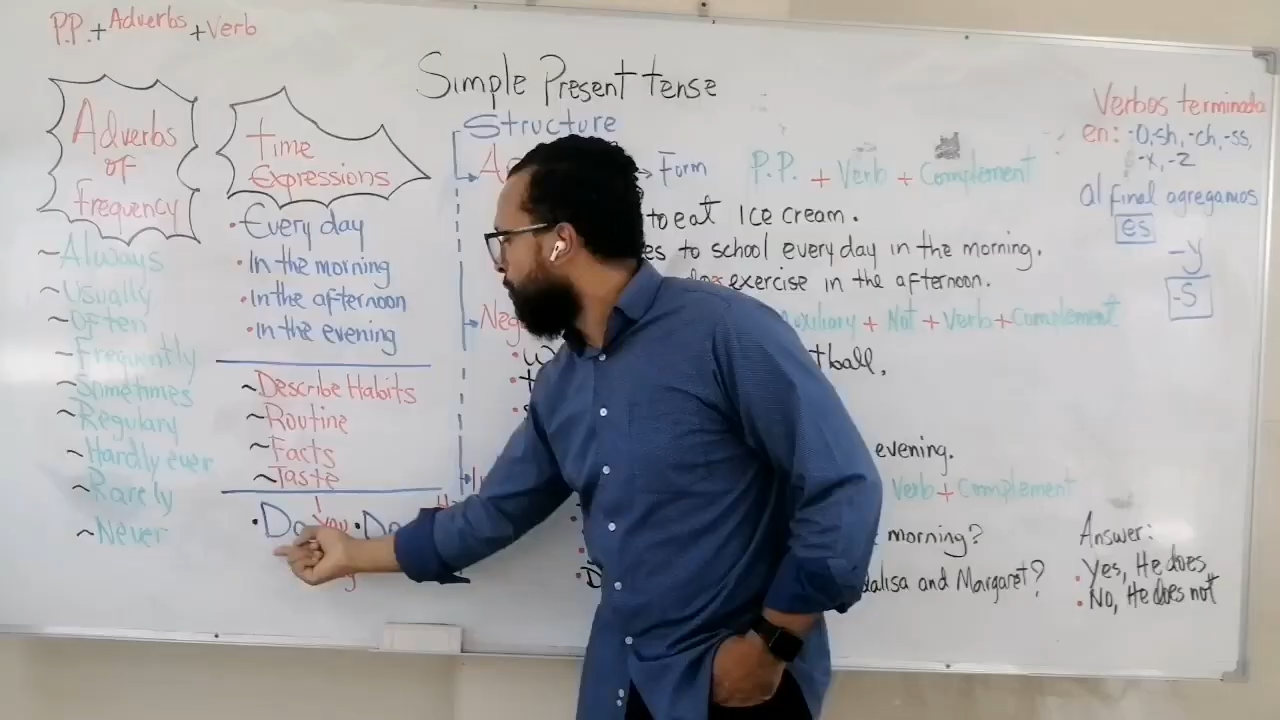 P.P. + Adverbs + Verb
Simple Present tense
Adverbs
of
Frequency
~Always
~Usually
~Often
~Frequently
~Sometimes
~Regulary
~Hardly ever
~Rarely
~Never
Time
Expressions
•Every day
•In the morning
•In the afternoon
•In the evening
~Describe Habits
~Routine
~Facts
~Taste
•Do
I
you
•Do
Structure
Form P.P. + Verb + Complement
to eat Ice cream.
to school every day in the morning.
exercise in the afternoon.
Auxiliary + Not + Verb + Complement
evening.
Verb + Complement
morning?
and Margaret?
Verbos terminada
en: -O, sh, -ch, -ss,
-x, -z
Al final agregamos
es
-y
-S
Answer:
•Yes, He does
•No, He does not